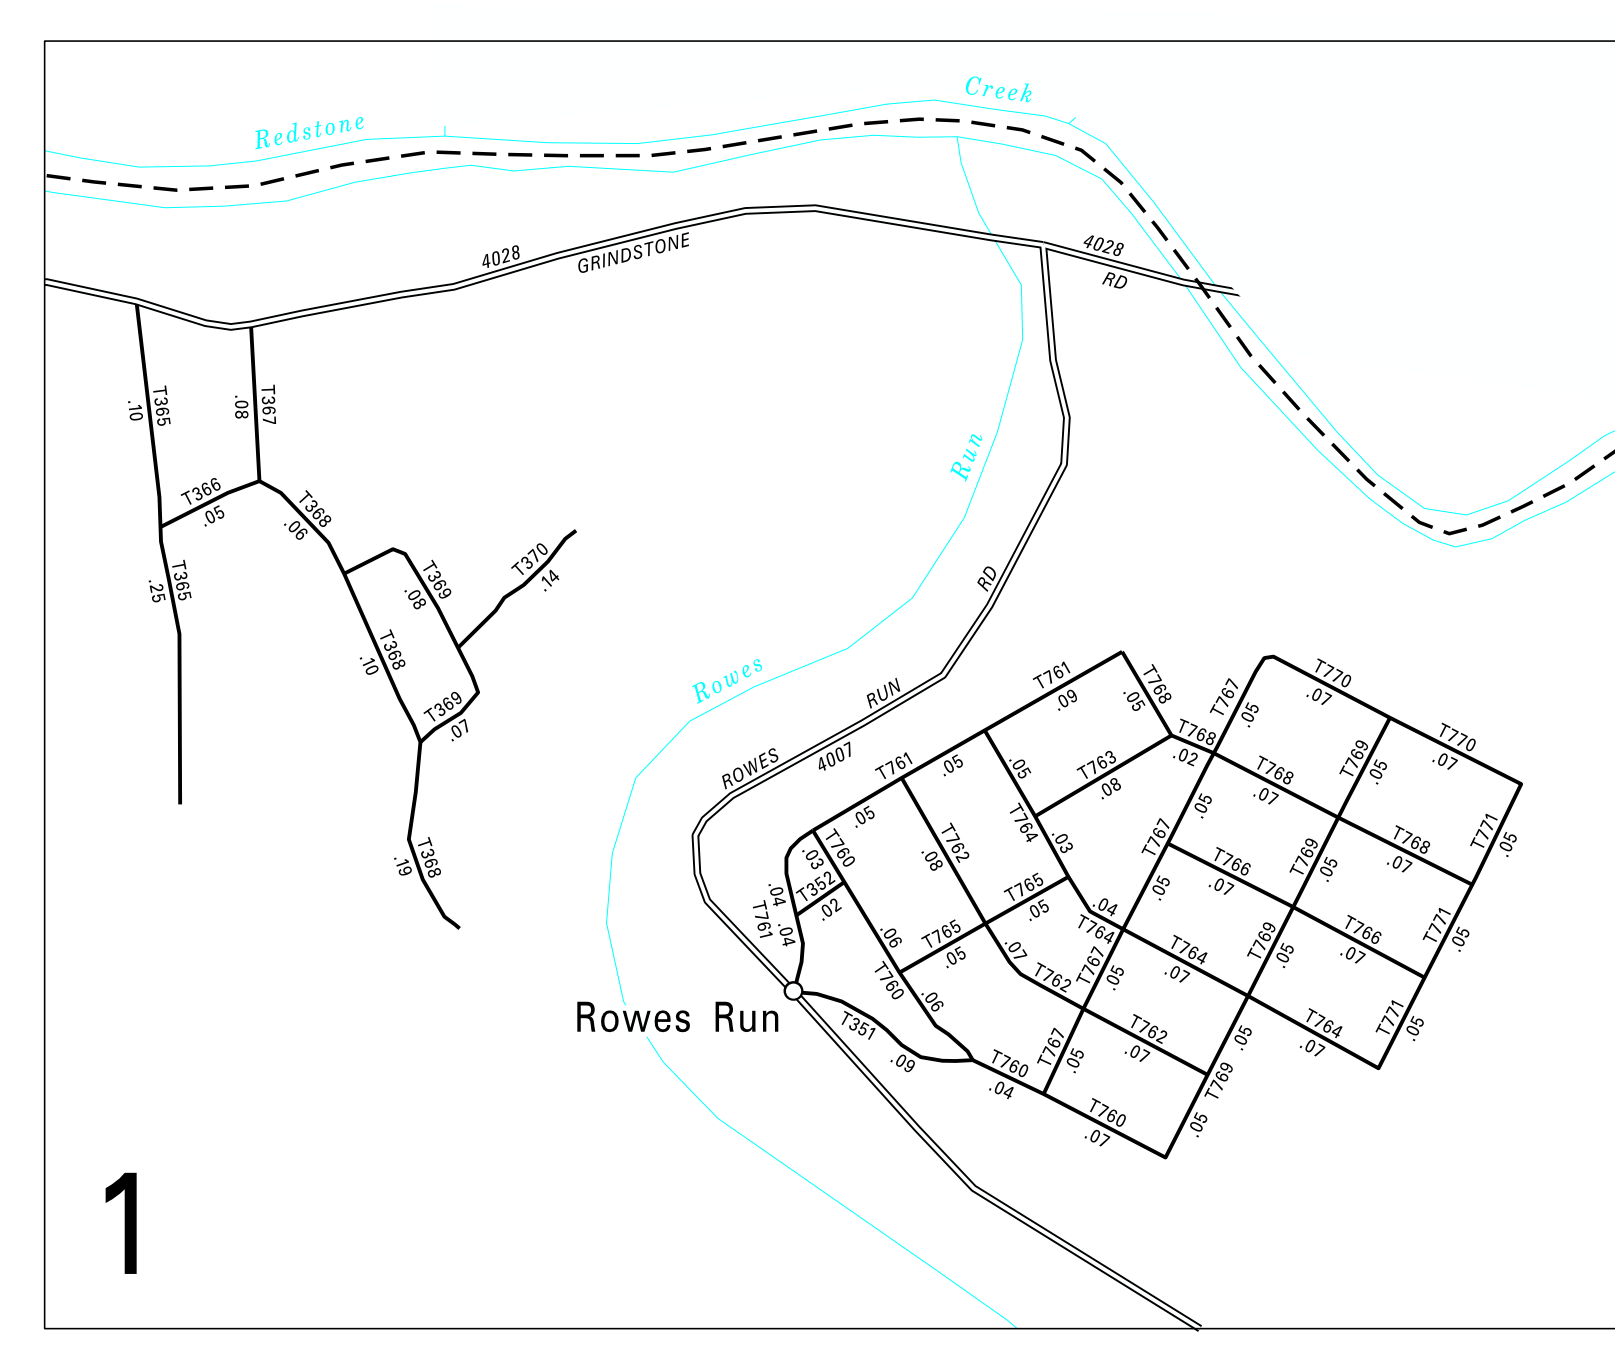 Creek
Redstone
4028
GRINDSTONE
4028
RD
T365
.10
T367
.08
T366
.05
T368
.06
T365
.25
T369
.08
T370
.14
T368
.10
T369
.07
T368
.19
Run
RD
Rowes
RUN
ROWES
4007
T761
.09
T768
.05
T768
.02
T767
.05
T770
.07
T770
.07
T761
.05
.05
.05
T763
.08
T768
.07
T769
.05
T771
.05
T760
.03
T762
.08
T764
.03
T767
.05
T766
.07
T769
.05
T768
.07
T352
.02
.04
T761
.04
T765
.05
T765
.05
.04
T764
.05
T764
.07
T769
.05
T766
.07
T771
.05
.06
T760
.06
.07
T762
T767
.05
T762
.07
T764
.07
T771
.05
Rowes Run
T351
.09
T760
.04
T767
.05
.05
T769
.05
T760
.07
1